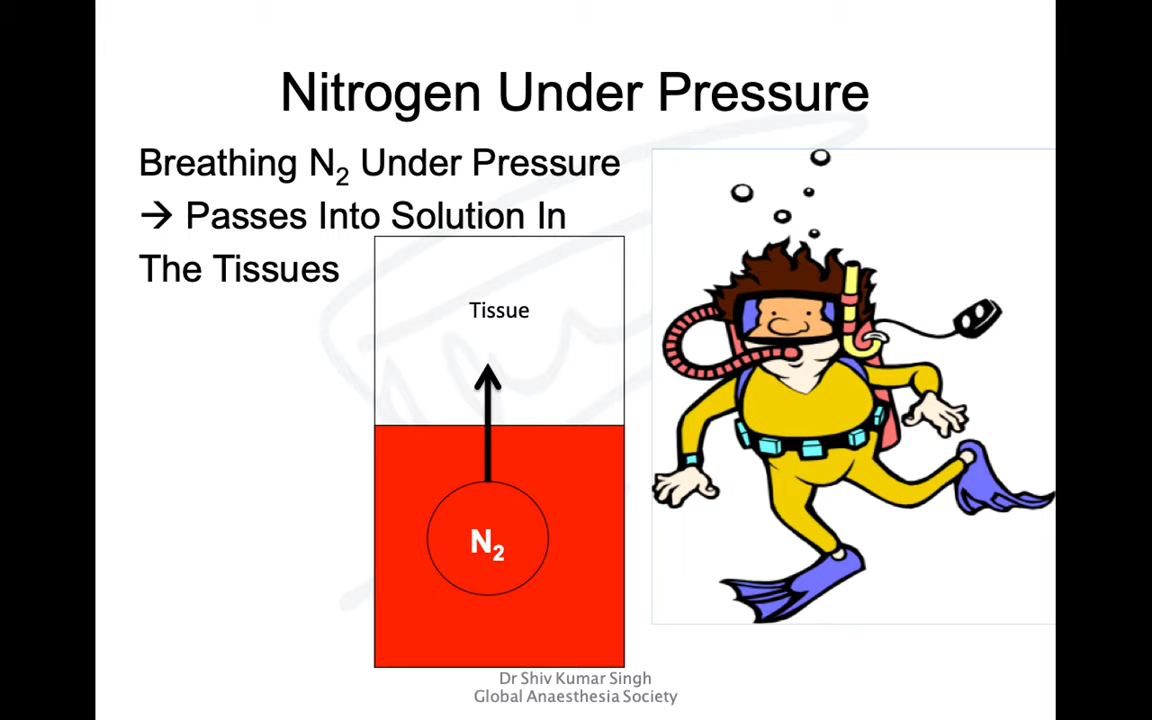 Nitrogen Under Pressure
Breathing N₂ Under Pressure
→ Passes Into Solution In
The Tissues
Tissue
N₂
Dr Shiv Kumar Singh
Global Anaesthesia Society